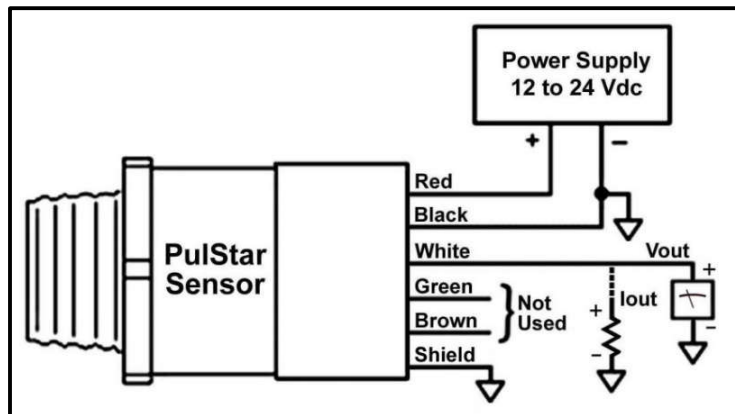 Power Supply
12 to 24 Vdc
+
−
Red
Black
PulStar
Sensor
White
Vout
+
Green
Iout
Not
Used
+
−
Brown
−
Shield